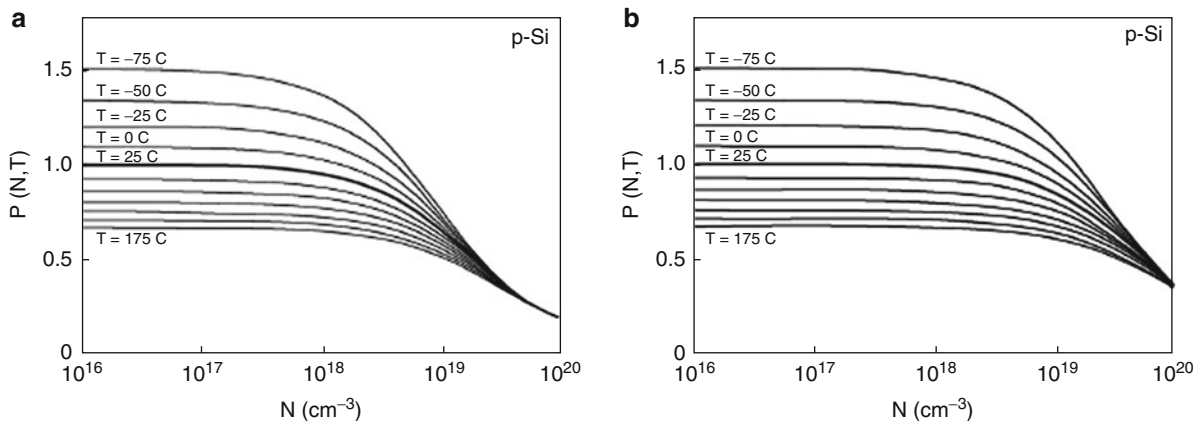 a
p-Si
T = –75 C
1.5
T = –50 C
T = –25 C
T = 0 C
T = 25 C
1.0
P (N,T)
T = 175 C
0.5
0
10^16 10^17 10^18 10^19 10^20
N (cm^–3)
b
p-Si
T = –75 C
1.5
T = –50 C
T = –25 C
T = 0 C
T = 25 C
1.0
P (N,T)
T = 175 C
0.5
0
10^16 10^17 10^18 10^19 10^20
N (cm^–3)